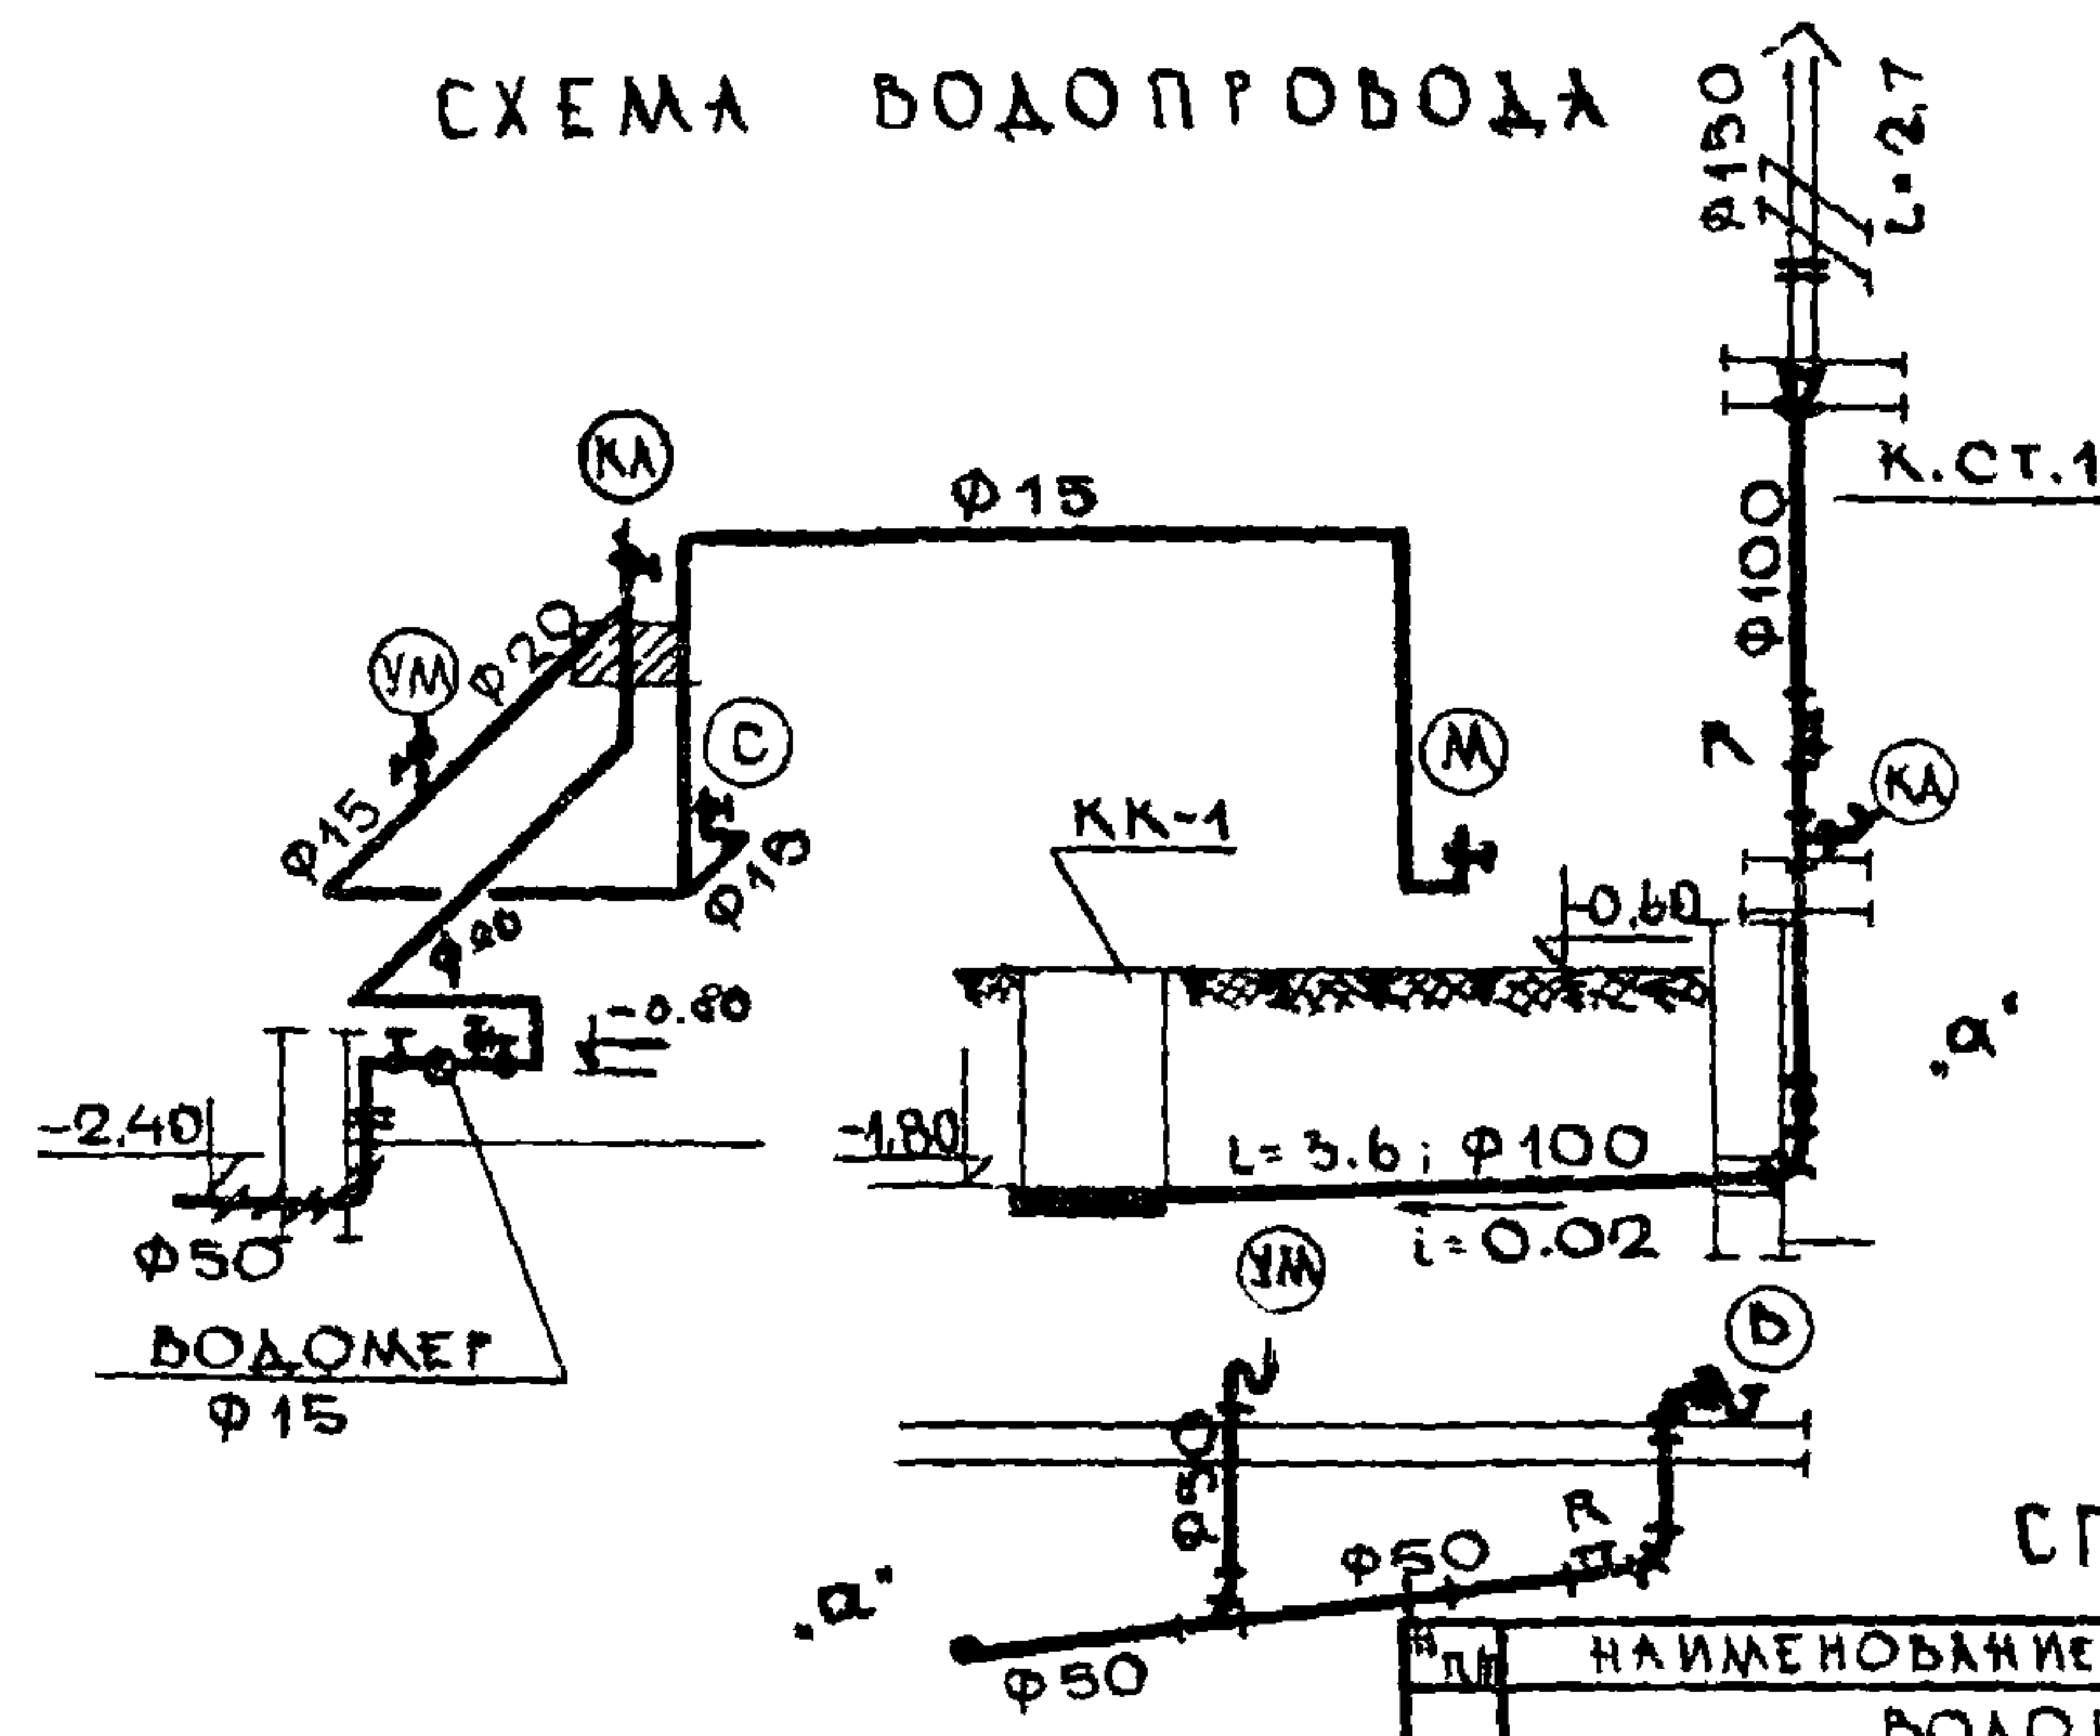 СХЕМА ВОДОПРОВОДА
Ф150
L=2,7
КА
Ф15
К.СТ.1
Ф100
УМ
Ф20
С
М
КА
Ф15
Ф15
КК-1
-0,60
Ф20
-0.80
"а"
-2.40
-1,80
L=3.6; Ф100
i=0.02
Ф50
УМ
ВОДОМЕР
Ф15
Ф50
Ф50
"а"
Ф50
НАИМЕНОВАНИЕ